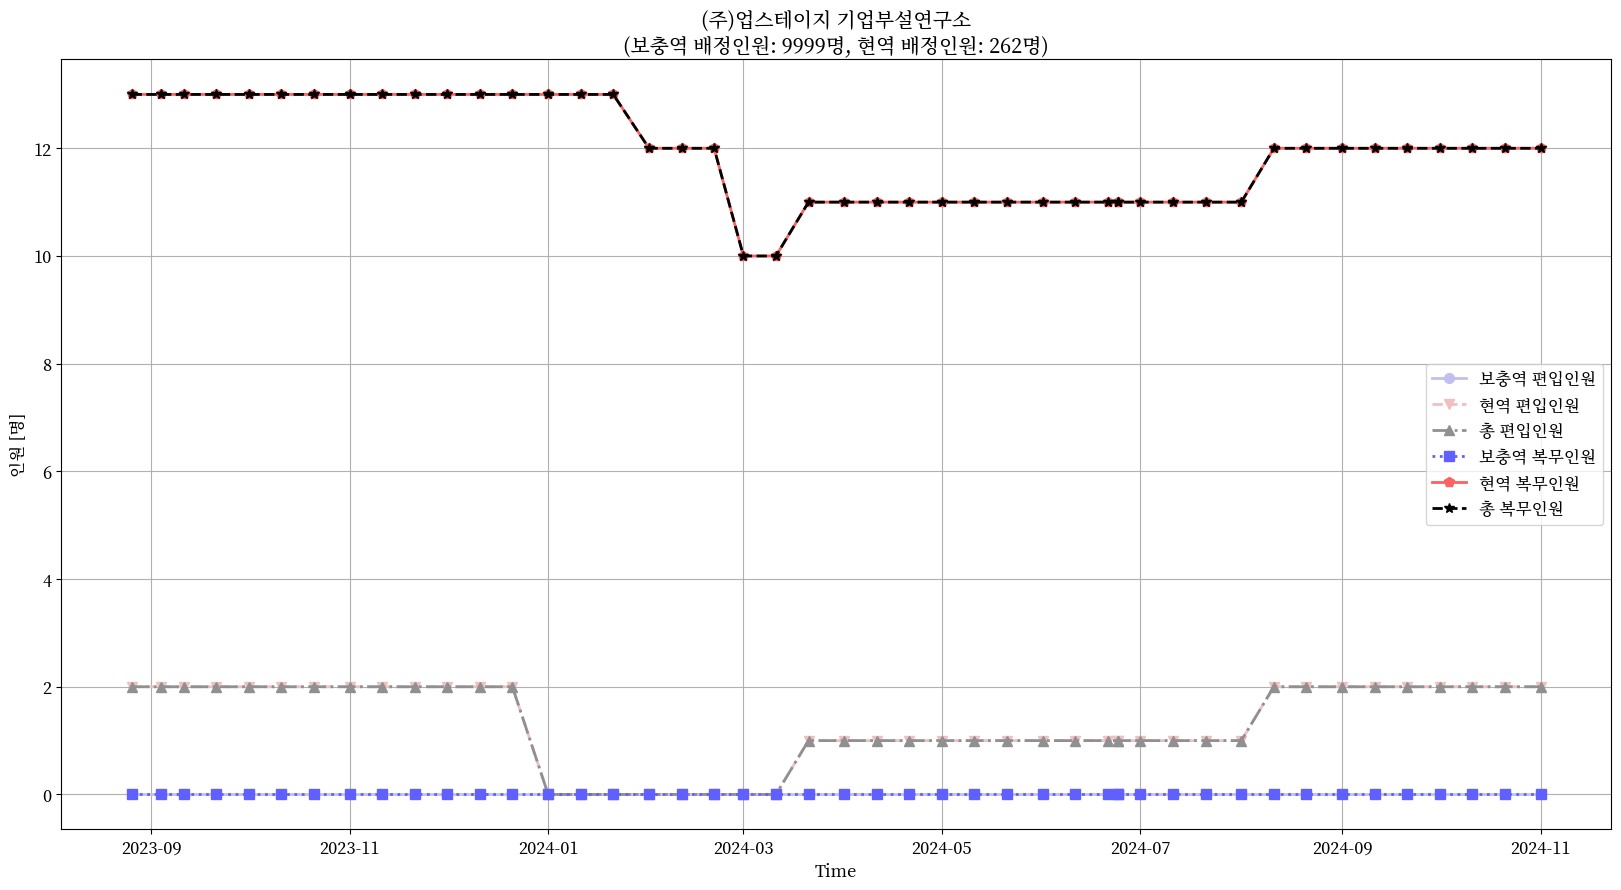 (주)업스테이지 기업부설연구소
(보충역 배정인원: 9999명, 현역 배정인원: 262명)
인원 [명]
12
10
8
6
4
2
0
보충역 편입인원
현역 편입인원
총 편입인원
보충역 복무인원
현역 복무인원
총 복무인원
2023-09
2023-11
2024-01
2024-03
2024-05
2024-07
2024-09
2024-11
Time